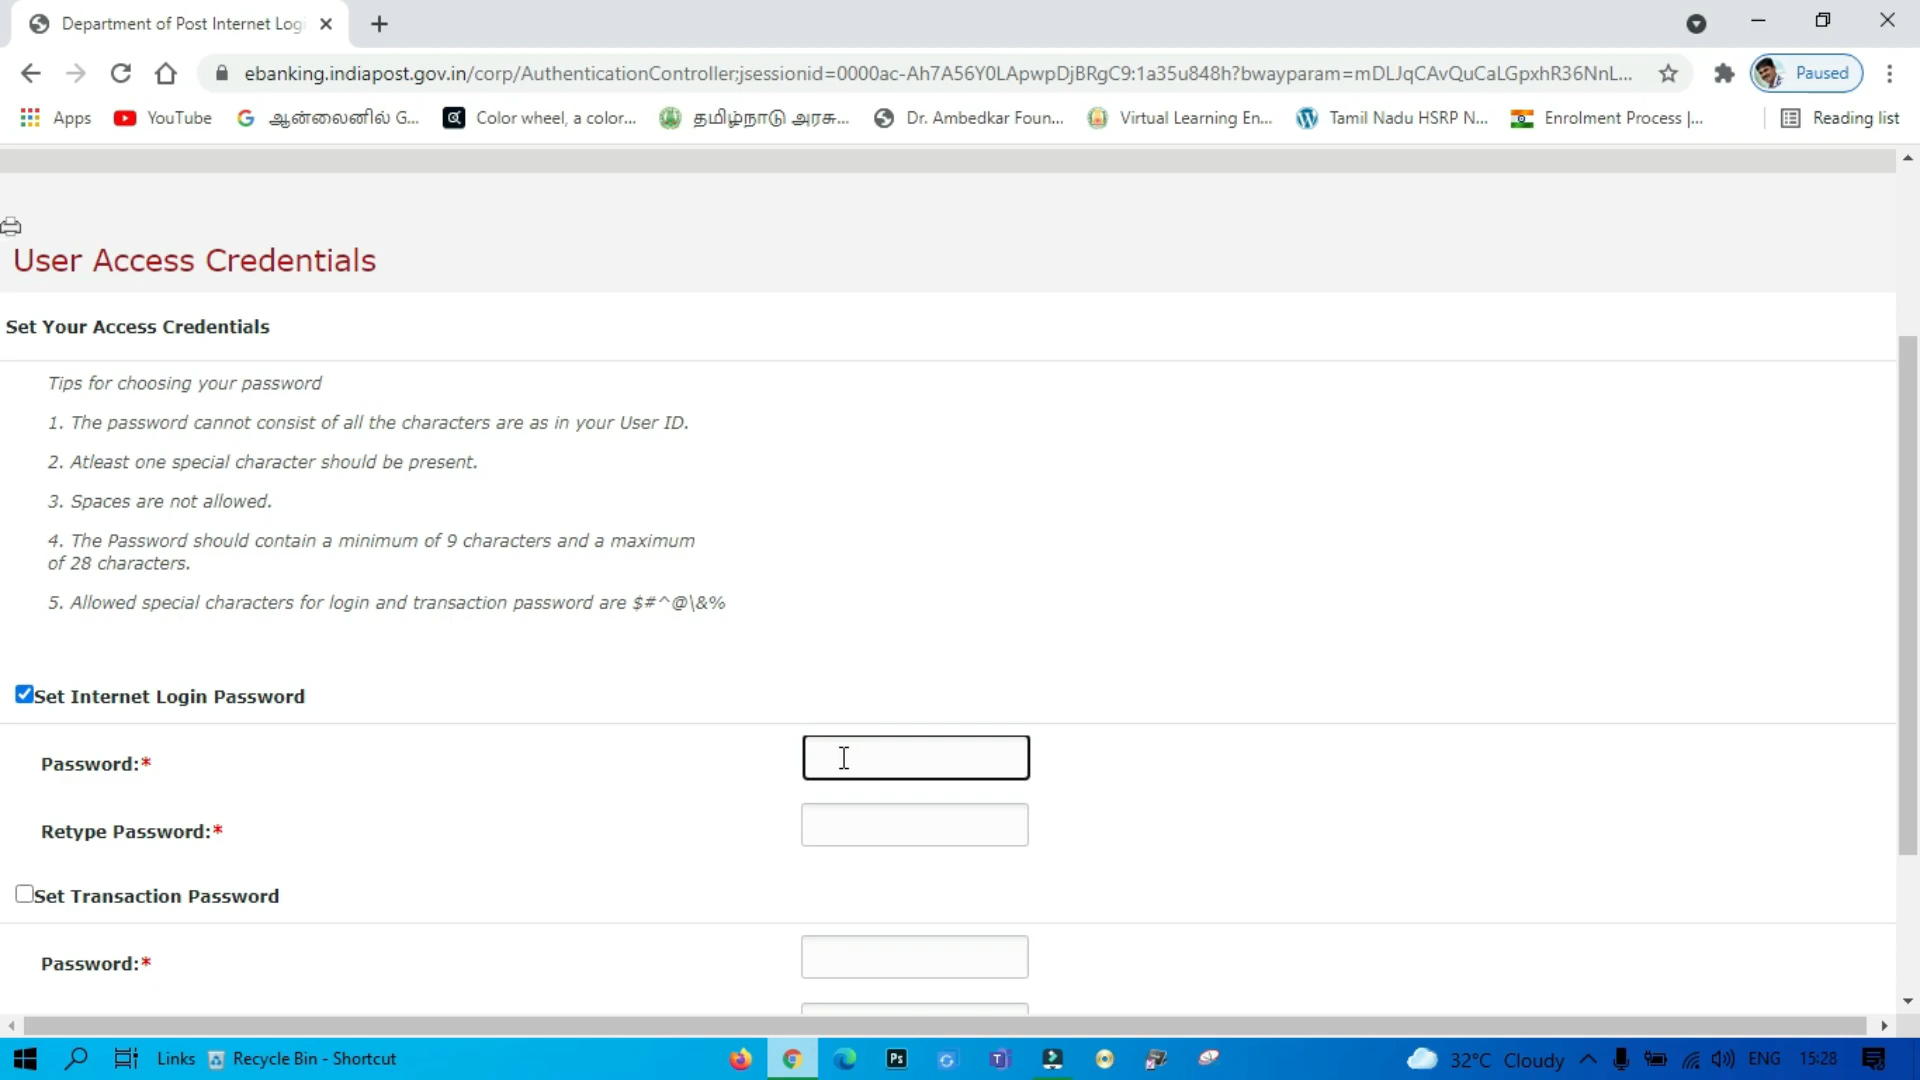 Department of Post Internet Logi
ebanking.indiapost.gov.in/corp/AuthenticationController;jsessionid=0000ac-Ah7A56Y0LApwpDjBRgC9:1a35u848h?bwayparam=mDLJqCAvQuCaLGpxhR36NnL...
Paused
Apps
YouTube
ஆன்லைனில் G...
Color wheel, a color...
தமிழ்நாடு அரசு...
Dr. Ambedkar Foun...
Virtual Learning En...
Tamil Nadu HSRP N...
Enrolment Process |...
Reading list
User Access Credentials
Set Your Access Credentials
Tips for choosing your password
1. The password cannot consist of all the characters are as in your User ID.
2. Atleast one special character should be present.
3. Spaces are not allowed.
4. The Password should contain a minimum of 9 characters and a maximum
of 28 characters.
5. Allowed special characters for login and transaction password are $#^@\&%
Set Internet Login Password
Password:*
Retype Password:*
Set Transaction Password
Password:*
Links
Recycle Bin - Shortcut
Ps
32°C Cloudy
ENG
15:28